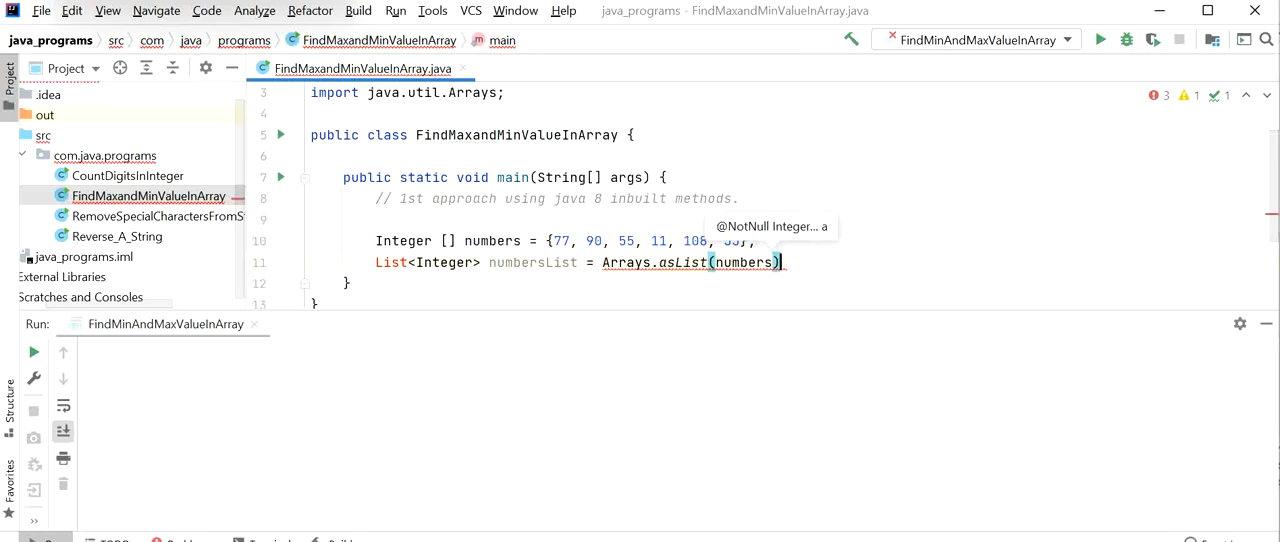 File Edit View Navigate Code Analyze Refactor Build Run Tools VCS Window Help java_programs - FindMaxandMinValueInArray.java
java_programs src com java programs FindMaxandMinValueInArray main FindMinAndMaxValueInArray
Project
Project FindMaxandMinValueInArray.java
.idea
out
src
com.java.programs
CountDigitsInInteger
FindMaxandMinValueInArray
RemoveSpecialCharactersFromSt
Reverse_A_String
java_programs.iml
External Libraries
Scratches and Consoles
3 import java.util.Arrays; 3 1 1
4
5 public class FindMaxandMinValueInArray {
6
7 public static void main(String[] args) {
8 // 1st approach using java 8 inbuilt methods.
9
@NotNull Integer... a
10 Integer [] numbers = {77, 90, 55, 11, 108,
11 List<Integer> numbersList = Arrays.asList(numbers)
12 }
13 }
Run: FindMinAndMaxValueInArray
Structure
Favorites